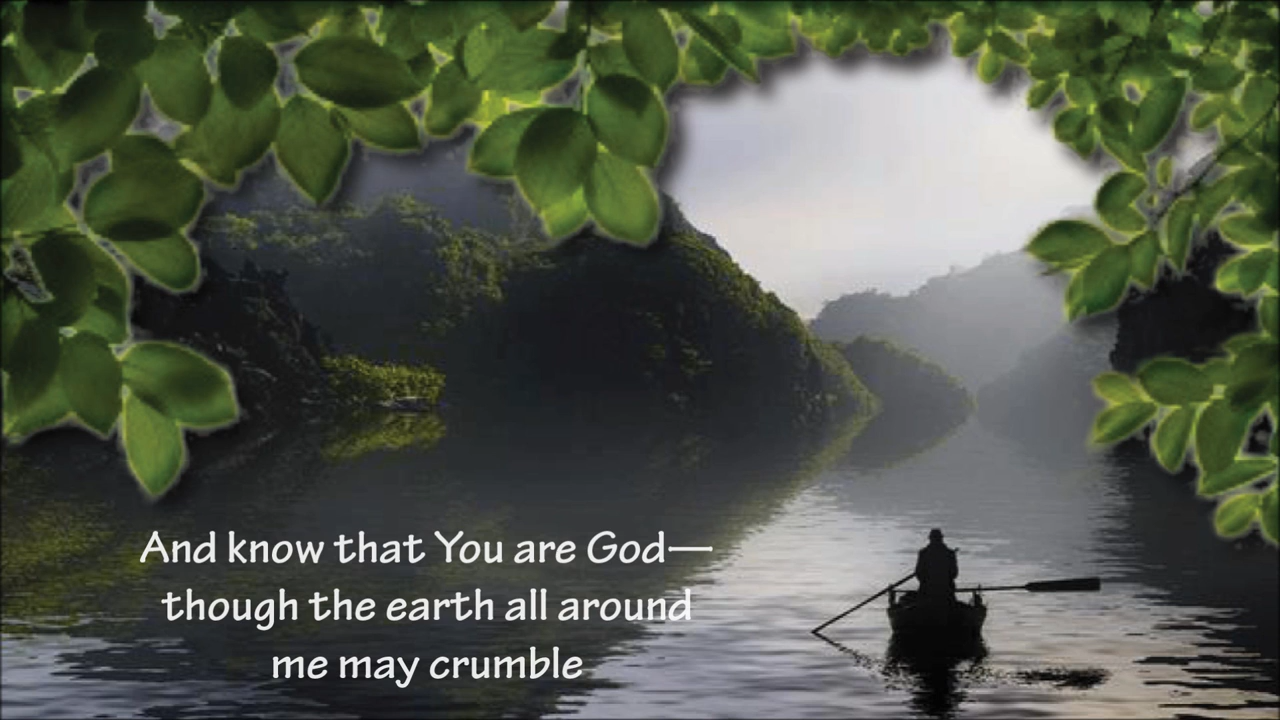 And know that You are God—
though the earth all around
me may crumble